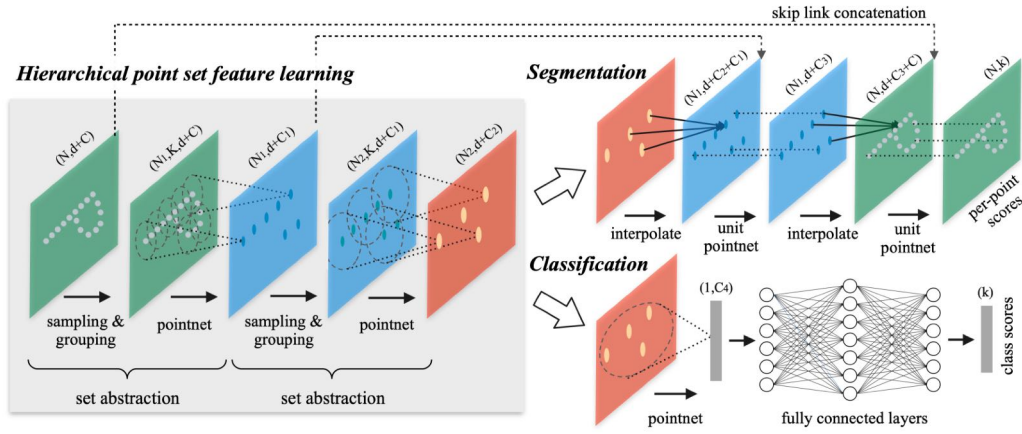 skip link concatenation
Hierarchical point set feature learning
(N,d+C)
(N1,K,d+C)
(N1,d+C1)
(N2,K,d+C1)
(N2,d+C2)
sampling &
grouping
pointnet
sampling &
grouping
pointnet
set abstraction
set abstraction
Segmentation
(N1,d+C2+C1)
(N1,d+C3)
(N,d+C3+C)
(N,k)
interpolate
unit
pointnet
interpolate
unit
pointnet
per-point
scores
Classification
(1,C4)
(k)
class scores
pointnet
fully connected layers